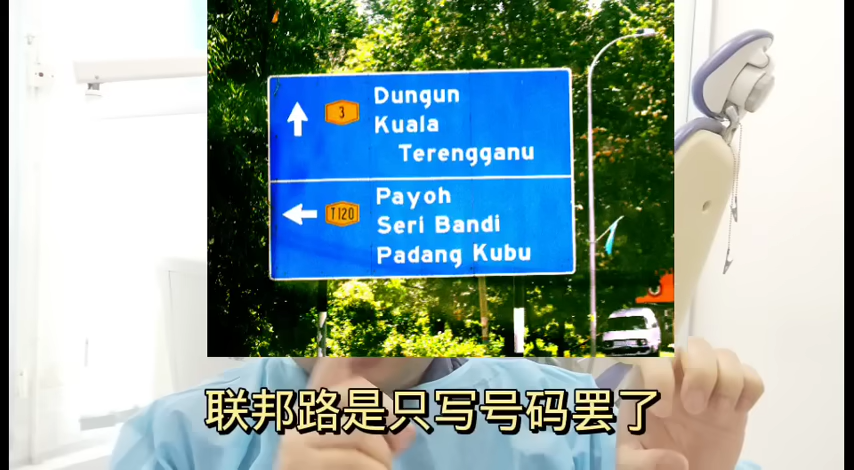 3
Dungun
Kuala
Terengganu
T120
Payoh
Seri Bandi
Padang Kubu
联邦路是只写号码罢了